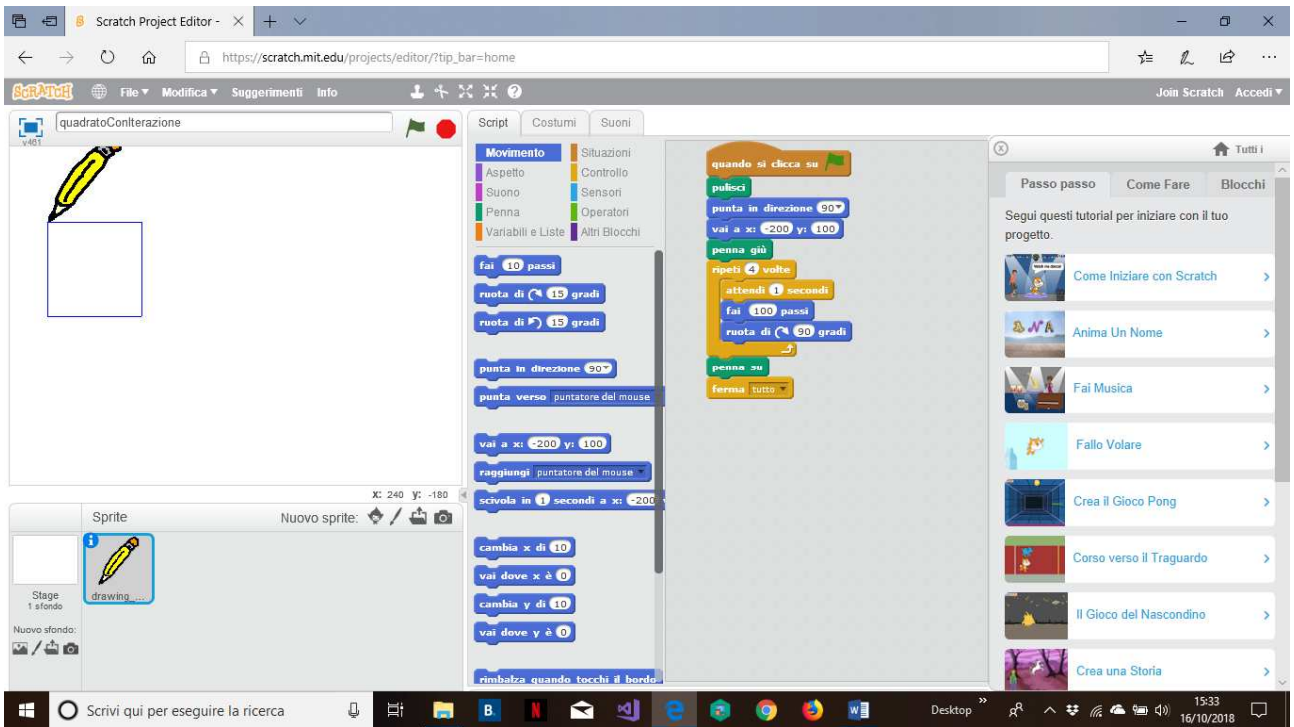 Scratch Project Editor -
https://scratch.mit.edu/projects/editor/?tip_bar=home
SCRATCH File Modifica Suggerimenti Info Join Scratch Accedi
v461 quadratoConIterazione
Script Costumi Suoni
Movimento Situazioni
Aspetto Controllo
Suono Sensori
Penna Operatori
Variabili e Liste Altri Blocchi
fai 10 passi
ruota di 15 gradi
ruota di 15 gradi
punta in direzione 90
punta verso puntatore del mouse
vai a x: -200 y: 100
raggiungi puntatore del mouse
scivola in 1 secondi a x: -200
cambia x di 10
vai dove x è 0
cambia y di 10
vai dove y è 0
rimbalza quando tocchi il bordo
quando si clicca su
pulisci
punta in direzione 90
vai a x: -200 y: 100
penna giù
ripeti 4 volte
attendi 1 secondi
fai 100 passi
ruota di 90 gradi
penna su
ferma tutto
Tutti i
Passo passo Come Fare Blocchi
Segui questi tutorial per iniziare con il tuo
progetto.
Come Iniziare con Scratch
Anima Un Nome
Fai Musica
Fallo Volare
Crea il Gioco Pong
Corso verso il Traguardo
Il Gioco del Nascondino
Crea una Storia
X: 240 y: -180
Sprite Nuovo sprite:
Stage
1 sfondo
drawing_...
Nuovo sfondo:
Scrivi qui per eseguire la ricerca
Desktop
15:33
16/10/2018